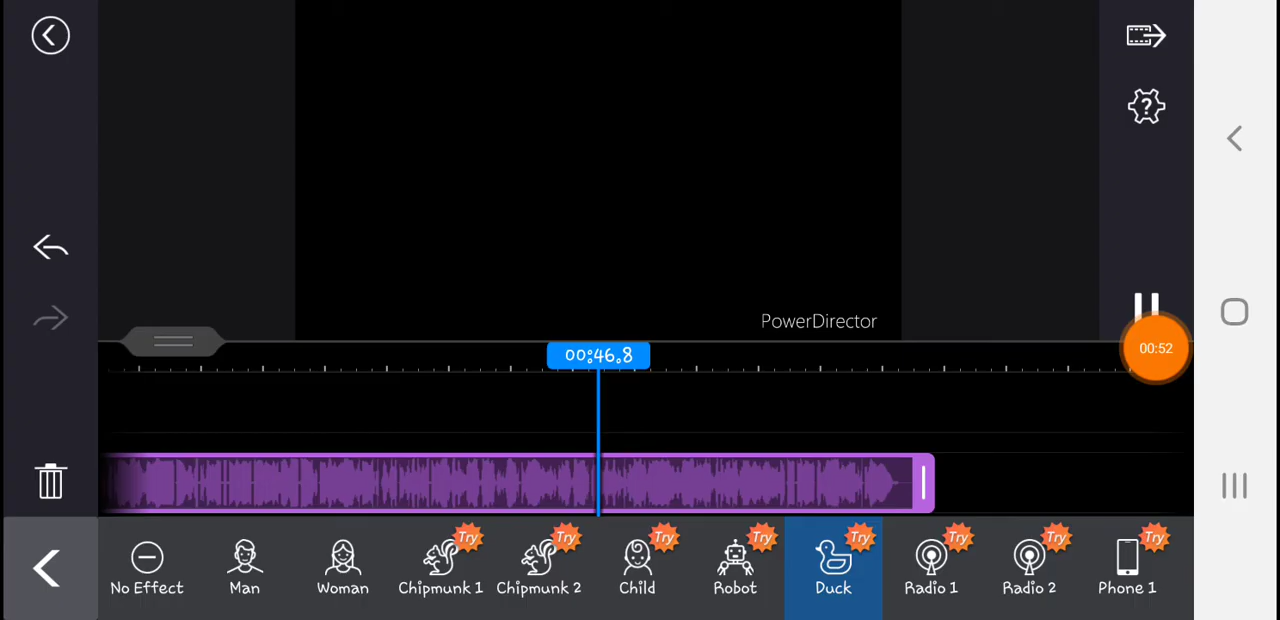 PowerDirector
00:46.8
00:52
Try Try Try Try Try Try Try Try
No Effect Man Woman Chipmunk 1 Chipmunk 2 Child Robot Duck Radio 1 Radio 2 Phone 1